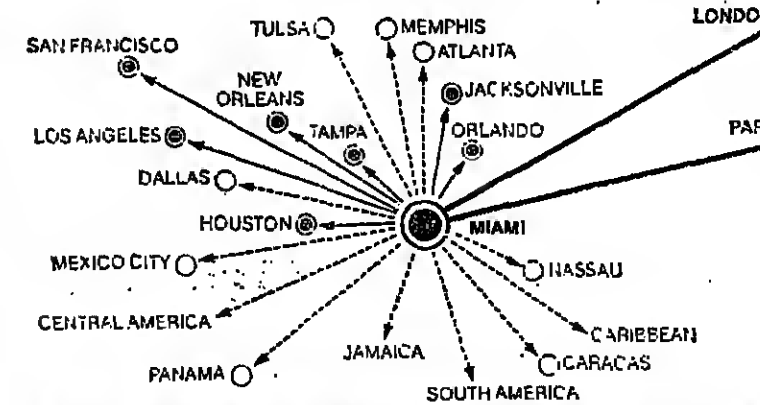 LONDO
TULSA
MEMPHIS
SAN FRANCISCO
ATLANTA
NEW
ORLEANS
JACKSONVILLE
LOS ANGELES
TAMPA
ORLANDO
PAR
DALLAS
HOUSTON
MIAMI
MEXICO CITY
NASSAU
CENTRAL AMERICA
CARIBBEAN
JAMAICA
CARACAS
PANAMA
SOUTH AMERICA